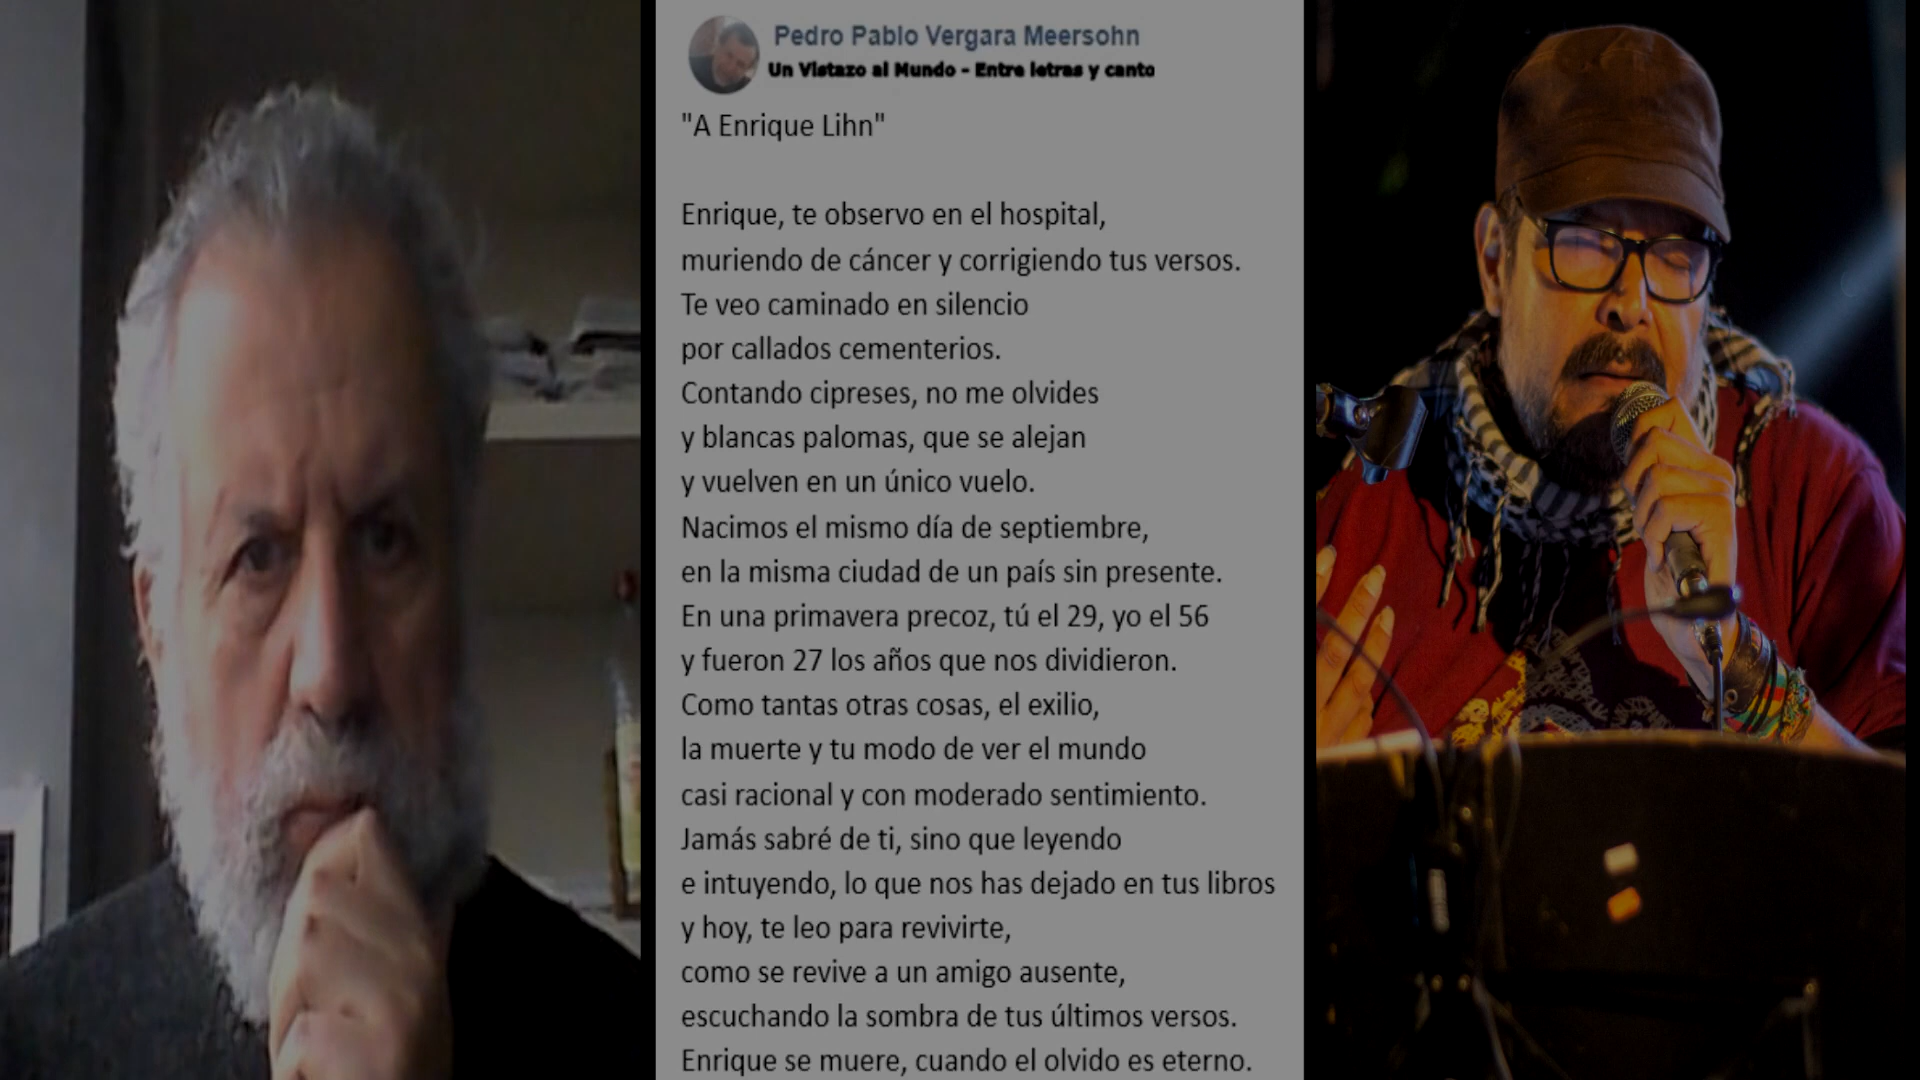 Pedro Pablo Vergara Meersohn
Un Vistazo al Mundo - Entre letras y canto
"A Enrique Lihn"
Enrique, te observo en el hospital,
muriendo de cáncer y corrigiendo tus versos.
Te veo caminado en silencio
por callados cementerios.
Contando cipreses, no me olvides
y blancas palomas, que se alejan
y vuelven en un único vuelo.
Nacimos el mismo día de septiembre,
en la misma ciudad de un país sin presente.
En una primavera precoz, tú el 29, yo el 56
y fueron 27 los años que nos dividieron.
Como tantas otras cosas, el exilio,
la muerte y tu modo de ver el mundo
casi racional y con moderado sentimiento.
Jamás sabré de ti, sino que leyendo
e intuyendo, lo que nos has dejado en tus libros
y hoy, te leo para revivirte,
como se revive a un amigo ausente,
escuchando la sombra de tus últimos versos.
Enrique se muere, cuando el olvido es eterno.